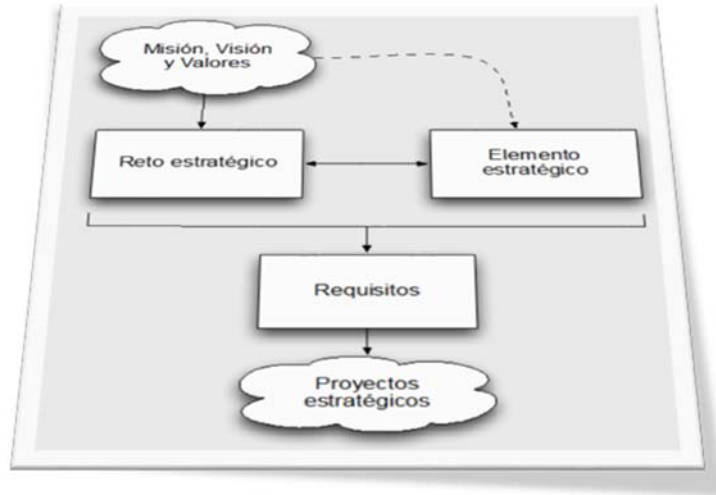 Misión, Visión
y Valores
Reto estratégico
Elemento
estratégico
Requisitos
Proyectos
estratégicos